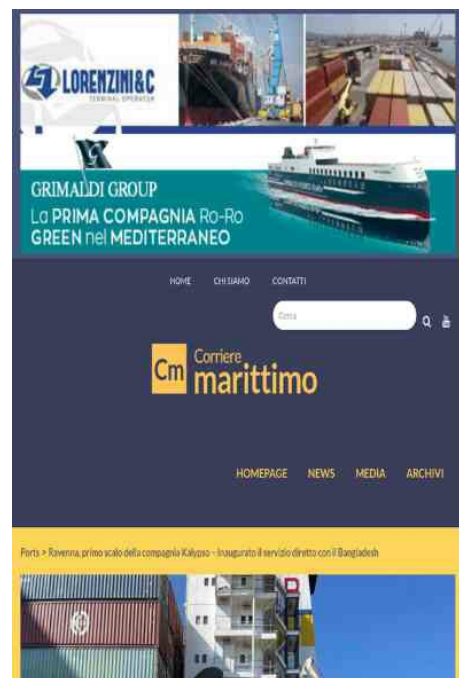 LORENZINI&C
TERMINAL OPERATOR
GRIMALDI GROUP
La PRIMA COMPAGNIA Ro-Ro
GREEN nel MEDITERRANEO
HOME CHI SIAMO CONTATTI
Cerca
Cm Corriere
marittimo
HOMEPAGE NEWS MEDIA ARCHIVI
Ports > Ravenna, primo scalo della compagnia Kalypso – Inaugurato il servizio diretto con il Bangladesh